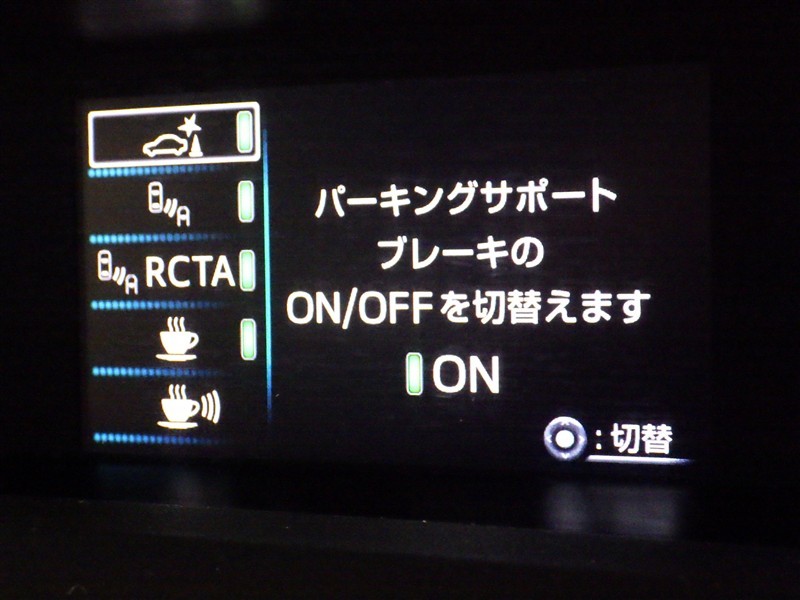 RCTA
パーキングサポート
ブレーキの
ON/OFFを切替えます
ON
:切替